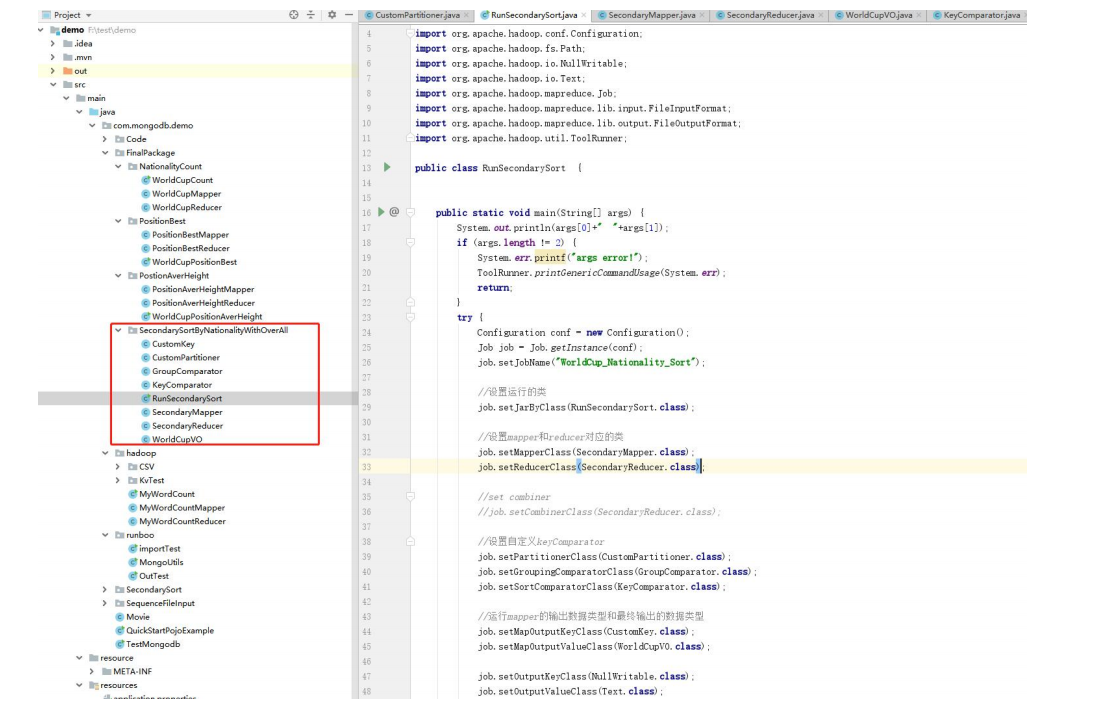 Project
demo F:\test\demo
.idea
.mvn
out
src
main
java
com.mongodb.demo
Code
FinalPackage
NationalityCount
WorldCupCount
WorldCupMapper
WorldCupReducer
PositionBest
PositionBestMapper
PositionBestReducer
WorldCupPositionBest
PostionAverHeight
PositionAverHeightMapper
PositionAverHeightReducer
WorldCupPositionAverHeight
SecondarySortByNationalityWithOverAll
CustomKey
CustomPartitioner
GroupComparator
KeyComparator
RunSecondarySort
SecondaryMapper
SecondaryReducer
WorldCupVO
hadoop
CSV
KvTest
MyWordCount
MyWordCountMapper
MyWordCountReducer
runboo
importTest
MongoUtils
OutTest
SecondarySort
SequenceFileInput
Movie
QuickStartPojoExample
TestMongodb
resource
META-INF
resources
application.properties
CustomPartitioner.java × RunSecondarySort.java × SecondaryMapper.java × SecondaryReducer.java × WorldCupVO.java × KeyComparator.java
4 import org.apache.hadoop.conf.Configuration;
5 import org.apache.hadoop.fs.Path;
6 import org.apache.hadoop.io.NullWritable;
7 import org.apache.hadoop.io.Text;
8 import org.apache.hadoop.mapreduce.Job;
9 import org.apache.hadoop.mapreduce.lib.input.FileInputFormat;
10 import org.apache.hadoop.mapreduce.lib.output.FileOutputFormat;
11 import org.apache.hadoop.util.ToolRunner;
12
13 public class RunSecondarySort {
14
15
16 @ public static void main(String[] args) {
17 System.out.println(args[0]+" "+args[1]);
18 if (args.length != 2) {
19 System.err.printf("args error!");
20 ToolRunner.printGenericCommandUsage(System.err);
21 return;
22 }
23 try {
24 Configuration conf = new Configuration();
25 Job job = Job.getInstance(conf);
26 job.setJobName("WorldCup_Nationality_Sort");
27
28 //设置运行的类
29 job.setJarByClass(RunSecondarySort.class);
30
31 //设置mapper和reducer对应的类
32 job.setMapperClass(SecondaryMapper.class);
33 job.setReducerClass(SecondaryReducer.class);
34
35 //set combiner
36 //job.setCombinerClass(SecondaryReducer.class);
37
38 //设置自定义keyComparator
39 job.setPartitionerClass(CustomPartitioner.class);
40 job.setGroupingComparatorClass(GroupComparator.class);
41 job.setSortComparatorClass(KeyComparator.class);
42
43 //运行mapper的输出数据类型和最终输出的数据类型
44 job.setMapOutputKeyClass(CustomKey.class);
45 job.setMapOutputValueClass(WorldCupVO.class);
46
47 job.setOutputKeyClass(NullWritable.class);
48 job.setOutputValueClass(Text.class);